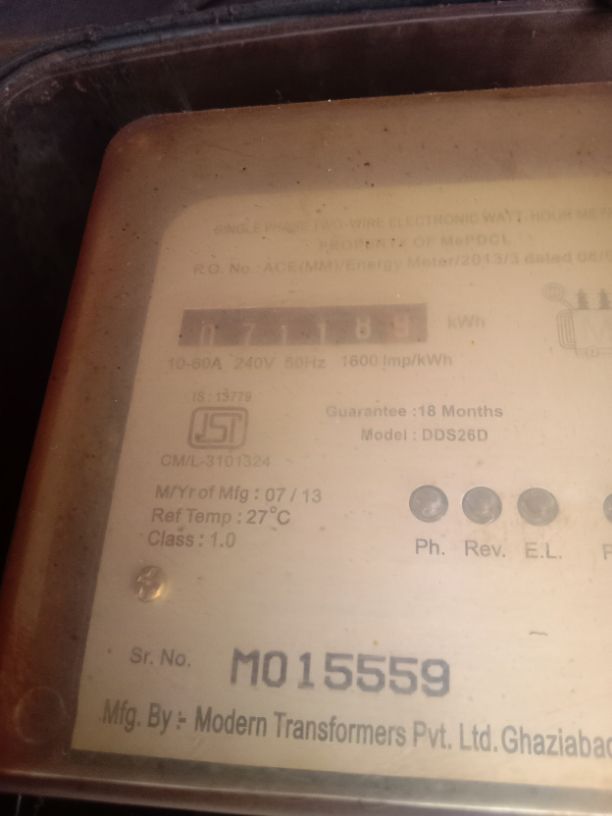 SINGLE PHASE TWO-WIRE ELECTRONIC WATT-HOUR
PROPERTY OF MePDCL
P.O. No.: ACE(MM)/Energy Meter/2013/3 dated
kWh
10-60A 240V 50Hz 1600 Imp/kWh
IS : 13779
CM/L-3101324
Guarantee :18 Months
Model : DDS26D
M/Yr of Mfg : 07 / 13
Ref Temp : 27°C
Class : 1.0
Ph. Rev. E.L.
Sr. No. M015559
Mfg. By :- Modern Transformers Pvt. Ltd. Ghaziabad